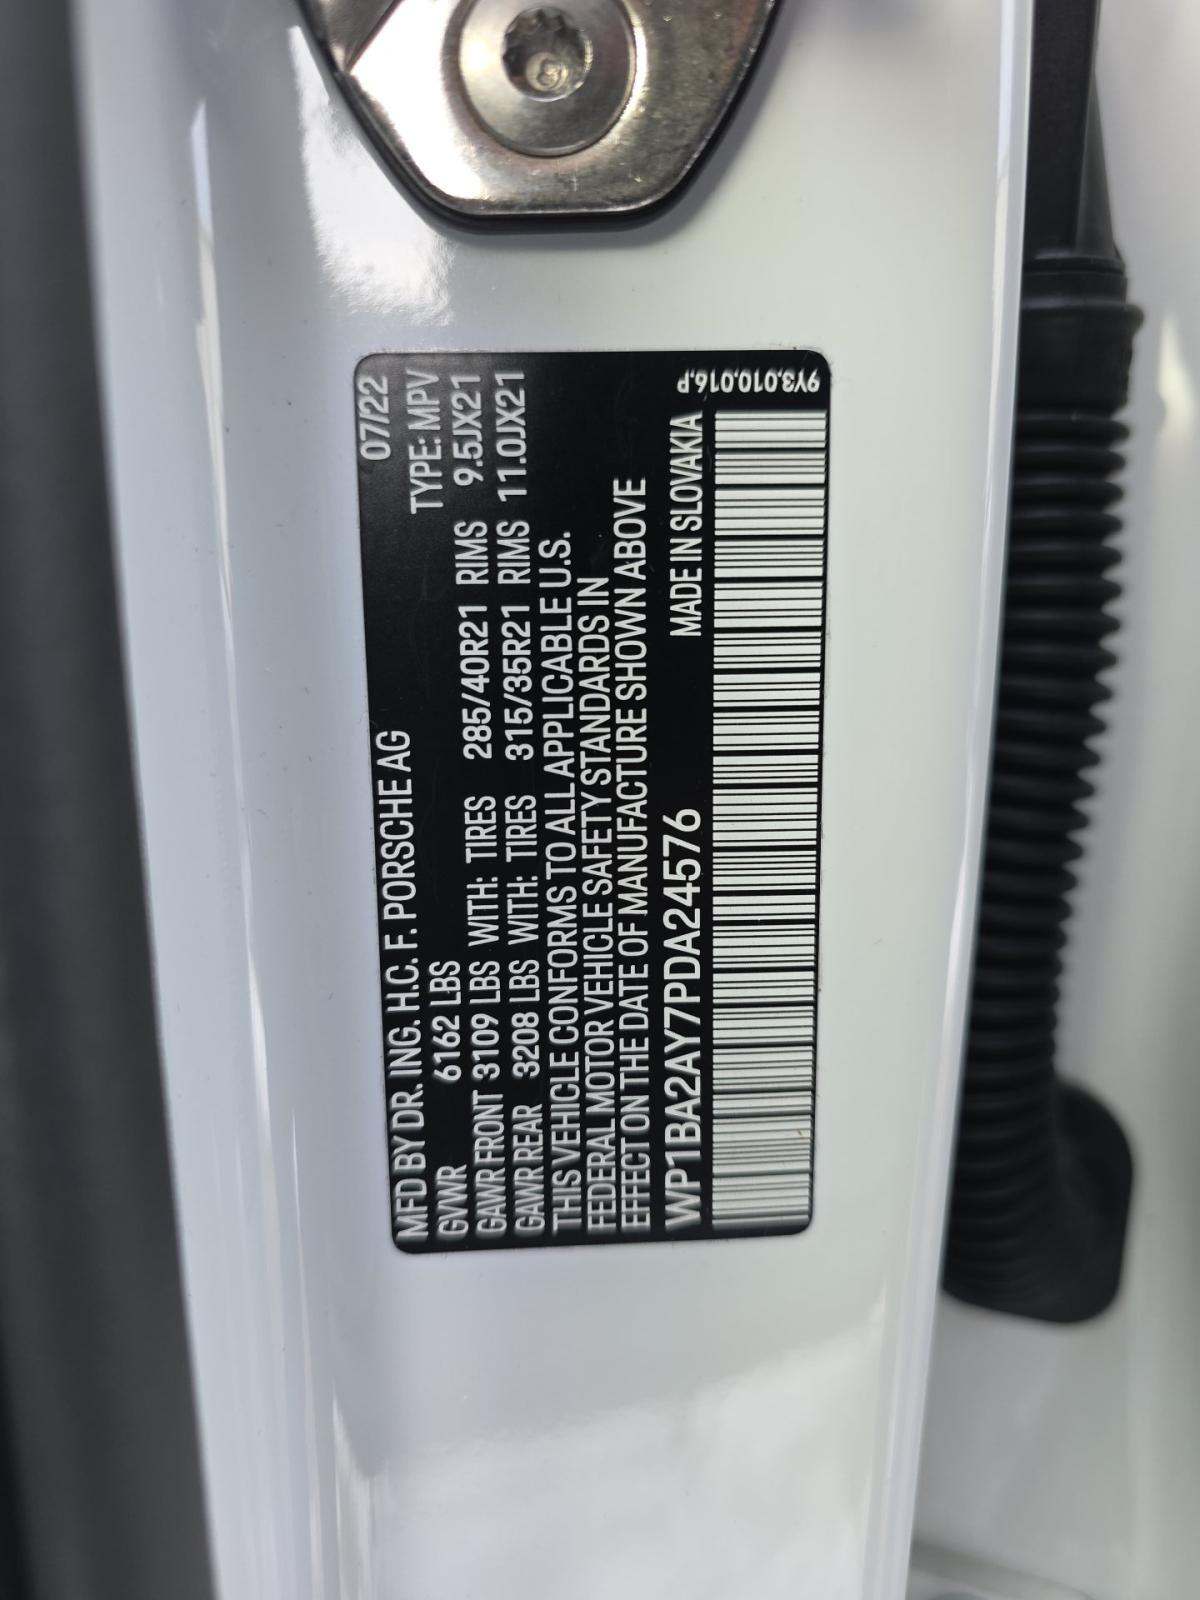 MFD BY DR. ING. H.C. F. PORSCHE AG 07/22
GVWR 6162 LBS TYPE: MPV
GAWR FRONT 3109 LBS WITH: TIRES 285/40R21 RIMS 9.5JX21
GAWR REAR 3208 LBS WITH: TIRES 315/35R21 RIMS 11.0JX21
THIS VEHICLE CONFORMS TO ALL APPLICABLE U.S.
FEDERAL MOTOR VEHICLE SAFETY STANDARDS IN
EFFECT ON THE DATE OF MANUFACTURE SHOWN ABOVE
WP1BA2AY7PDA24576 MADE IN SLOVAKIA
9Y3.010.016.P